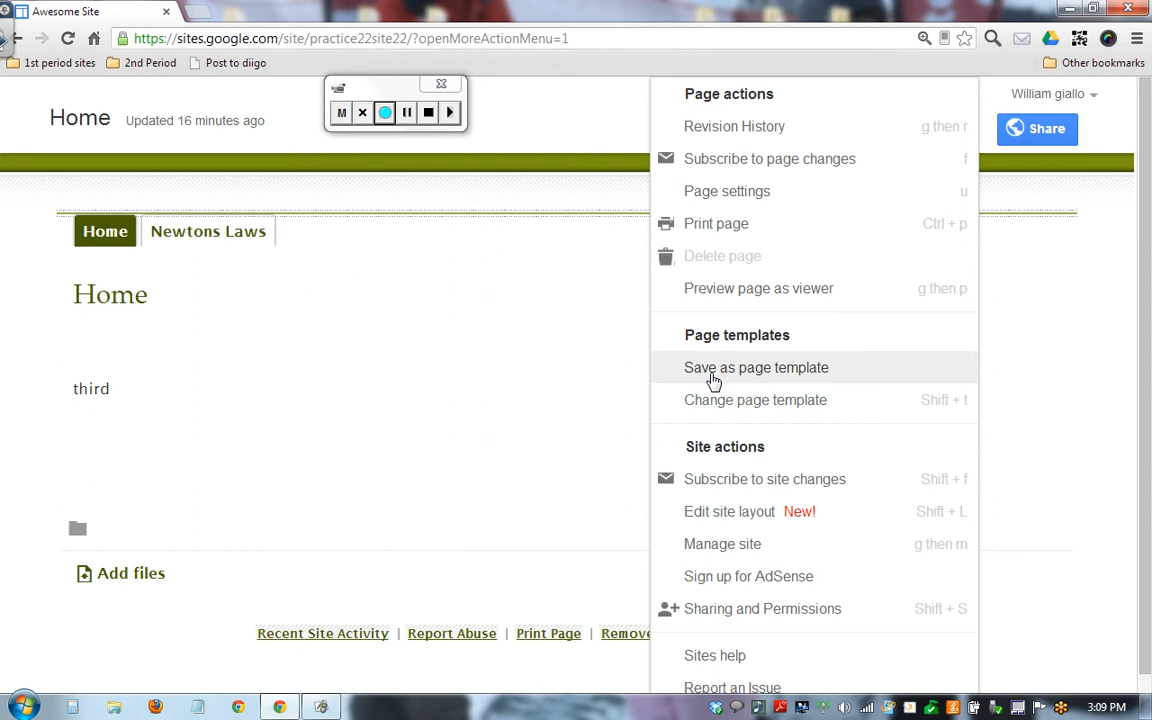 Awesome Site
https://sites.google.com/site/practice22site22/?openMoreActionMenu=1
1st period sites
2nd Period
Post to diigo
Other bookmarks
Home
Updated 16 minutes ago
M
William giallo
Share
Home
Newtons Laws
Home
third
Add files
Recent Site Activity | Report Abuse | Print Page | Remove
Page actions
Revision History g then r
Subscribe to page changes f
Page settings u
Print page Ctrl + p
Delete page
Preview page as viewer g then p
Page templates
Save as page template
Change page template Shift + t
Site actions
Subscribe to site changes Shift + f
Edit site layout New! Shift + L
Manage site g then m
Sign up for AdSense
Sharing and Permissions Shift + S
Sites help
Report an Issue
3:09 PM